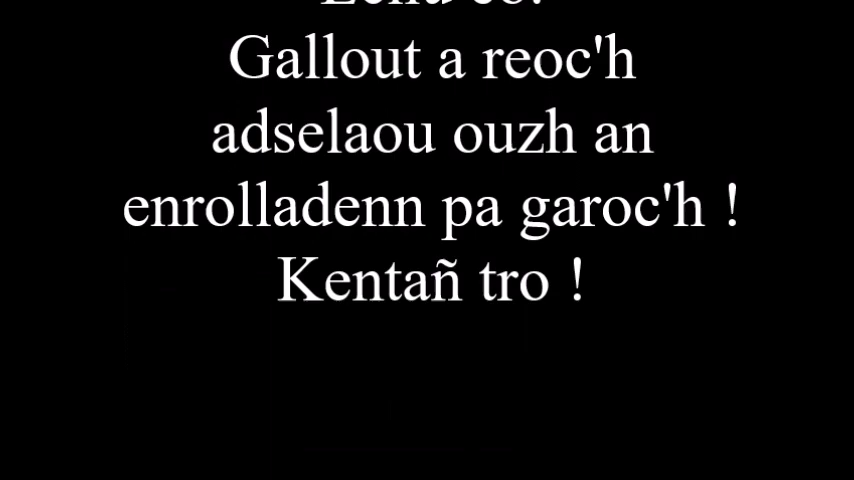 Gallout a reoc'h
adselaou ouzh an
enrolladenn pa garoc'h !
Kentañ tro !